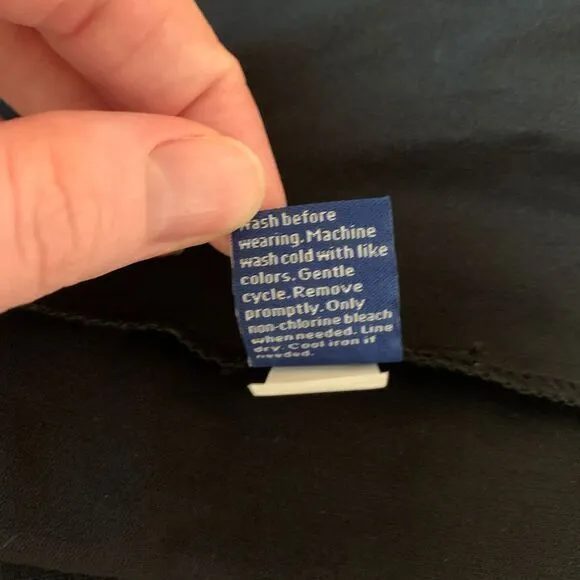 Wash before
wearing. Machine
wash cold with like
colors. Gentle
cycle. Remove
promptly. Only
non-chlorine bleach
when needed. Line
dry. Cool iron if
needed.